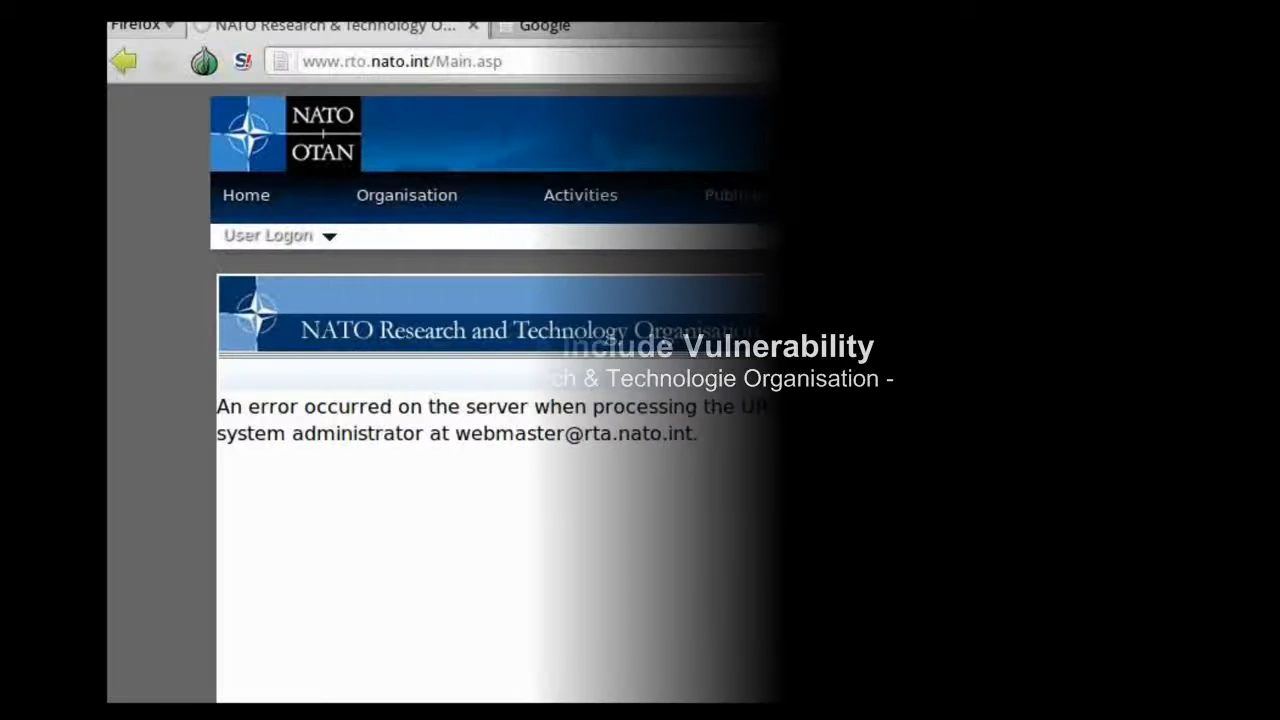 Firefox
NATO Research & Technology O... Google
www.rto.nato.int/Main.asp
NATO
OTAN
Home Organisation Activities
User Logon
NATO Research and Technology Organisation
Include Vulnerability
& Technologie Organisation -
An error occurred on the server when processing the
system administrator at webmaster@rta.nato.int.